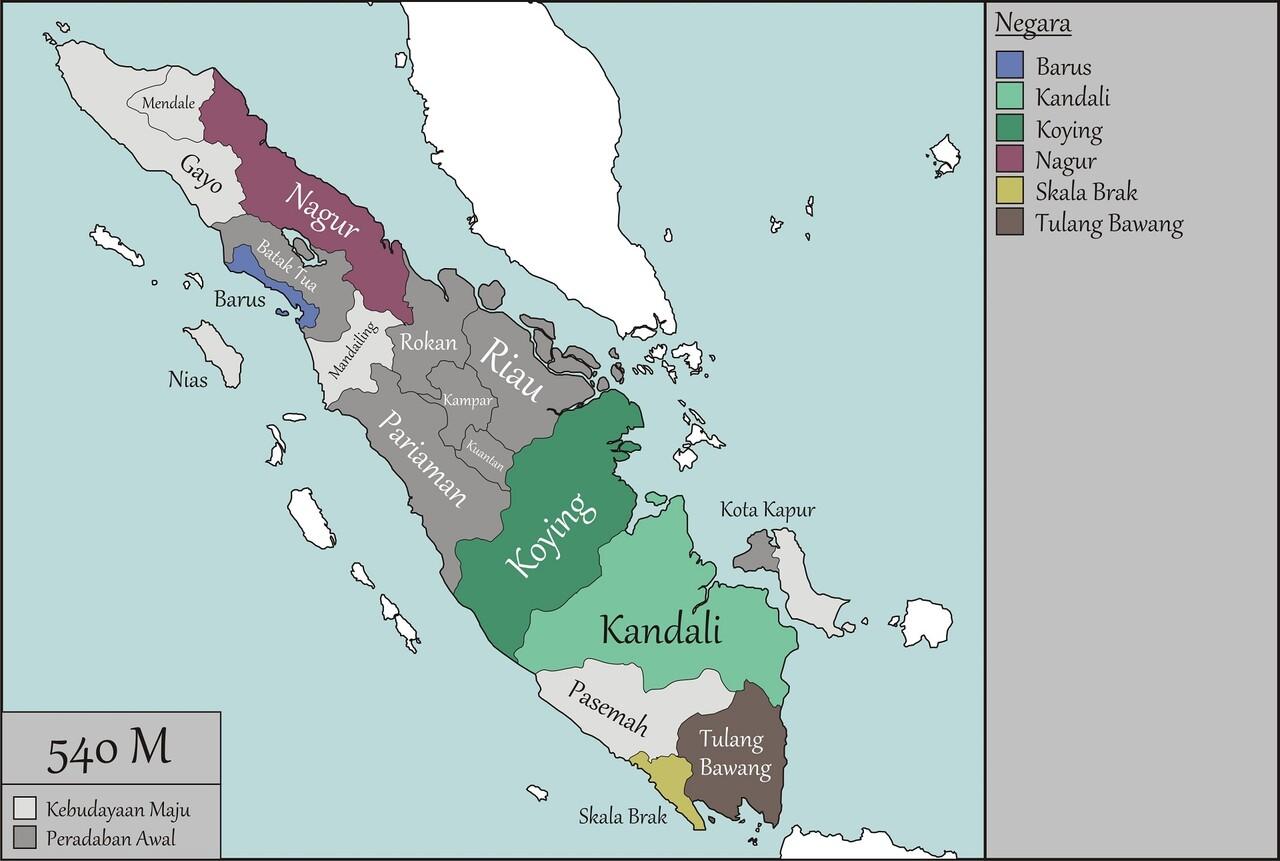 Negara
Barus
Kandali
Koying
Nagur
Skala Brak
Tulang Bawang
Mendale
Gayo
Nagur
Batak Tua
Barus
Mandailing
Rokan
Riau
Nias
Kampar
Pariaman
Kuantan
Koying
Kota Kapur
Kandali
Pasemah
Tulang
Bawang
Skala Brak
540 M
Kebudayaan Maju
Peradaban Awal